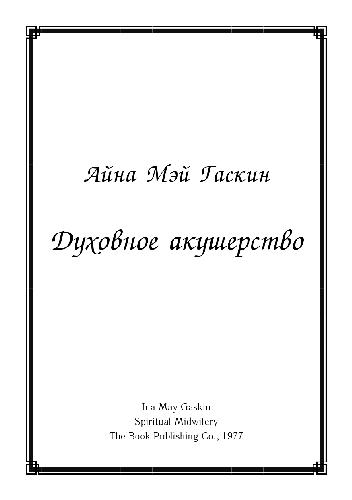 Айна Мэй Гаскин
Духовное акушерство
Ina May Gaskin
Spiritual Midwifery
The Book Publishing Co., 1977